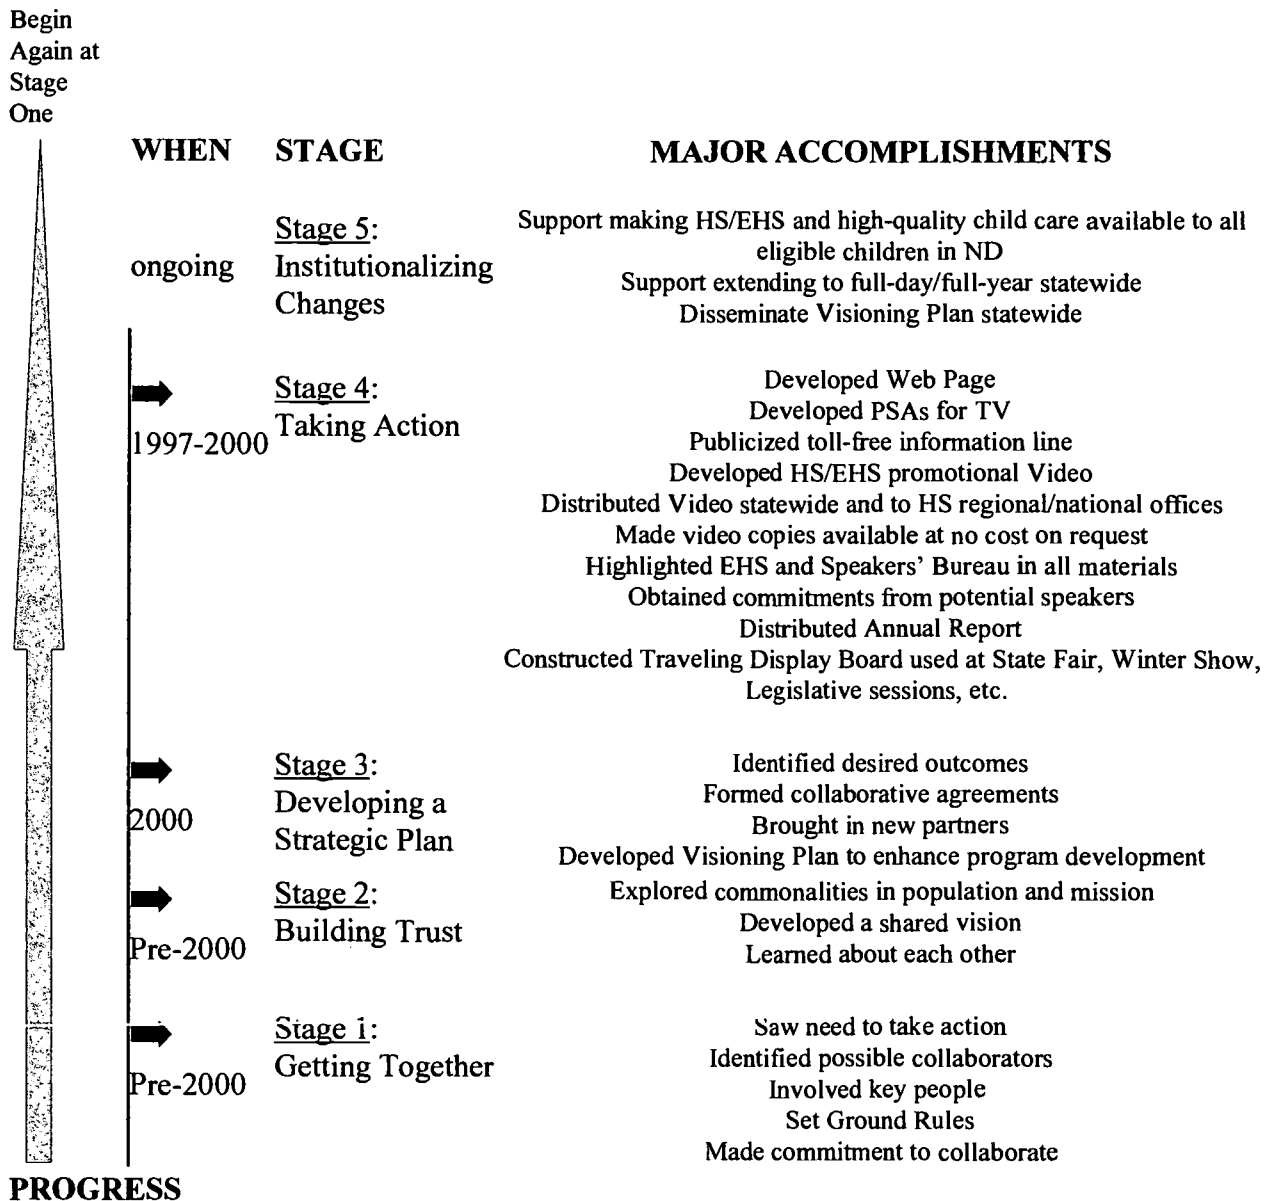 Begin
Again at
Stage
One
WHEN STAGE MAJOR ACCOMPLISHMENTS
ongoing
Stage 5:
Institutionalizing
Changes
Support making HS/EHS and high-quality child care available to all
eligible children in ND
Support extending to full-day/full-year statewide
Disseminate Visioning Plan statewide
1997-2000
Stage 4:
Taking Action
Developed Web Page
Developed PSAs for TV
Publicized toll-free information line
Developed HS/EHS promotional Video
Distributed Video statewide and to HS regional/national offices
Made video copies available at no cost on request
Highlighted EHS and Speakers' Bureau in all materials
Obtained commitments from potential speakers
Distributed Annual Report
Constructed Traveling Display Board used at State Fair, Winter Show,
Legislative sessions, etc.
2000
Stage 3:
Developing a
Strategic Plan
Identified desired outcomes
Formed collaborative agreements
Brought in new partners
Developed Visioning Plan to enhance program development
Pre-2000
Stage 2:
Building Trust
Explored commonalities in population and mission
Developed a shared vision
Learned about each other
Pre-2000
Stage 1:
Getting Together
Saw need to take action
Identified possible collaborators
Involved key people
Set Ground Rules
Made commitment to collaborate
PROGRESS